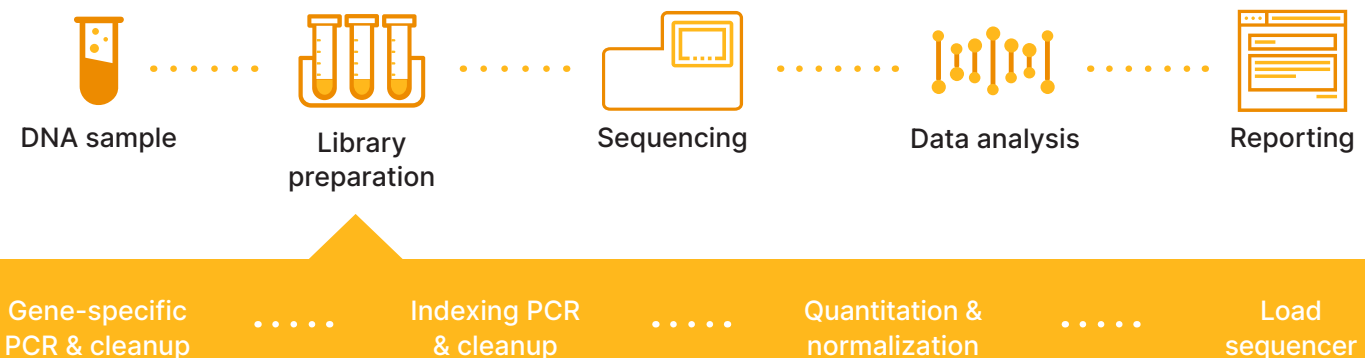 DNA sample
Library
preparation
Sequencing
Data analysis
Reporting
Gene-specific
PCR & cleanup
Indexing PCR
& cleanup
Quantitation &
normalization
Load
sequencer